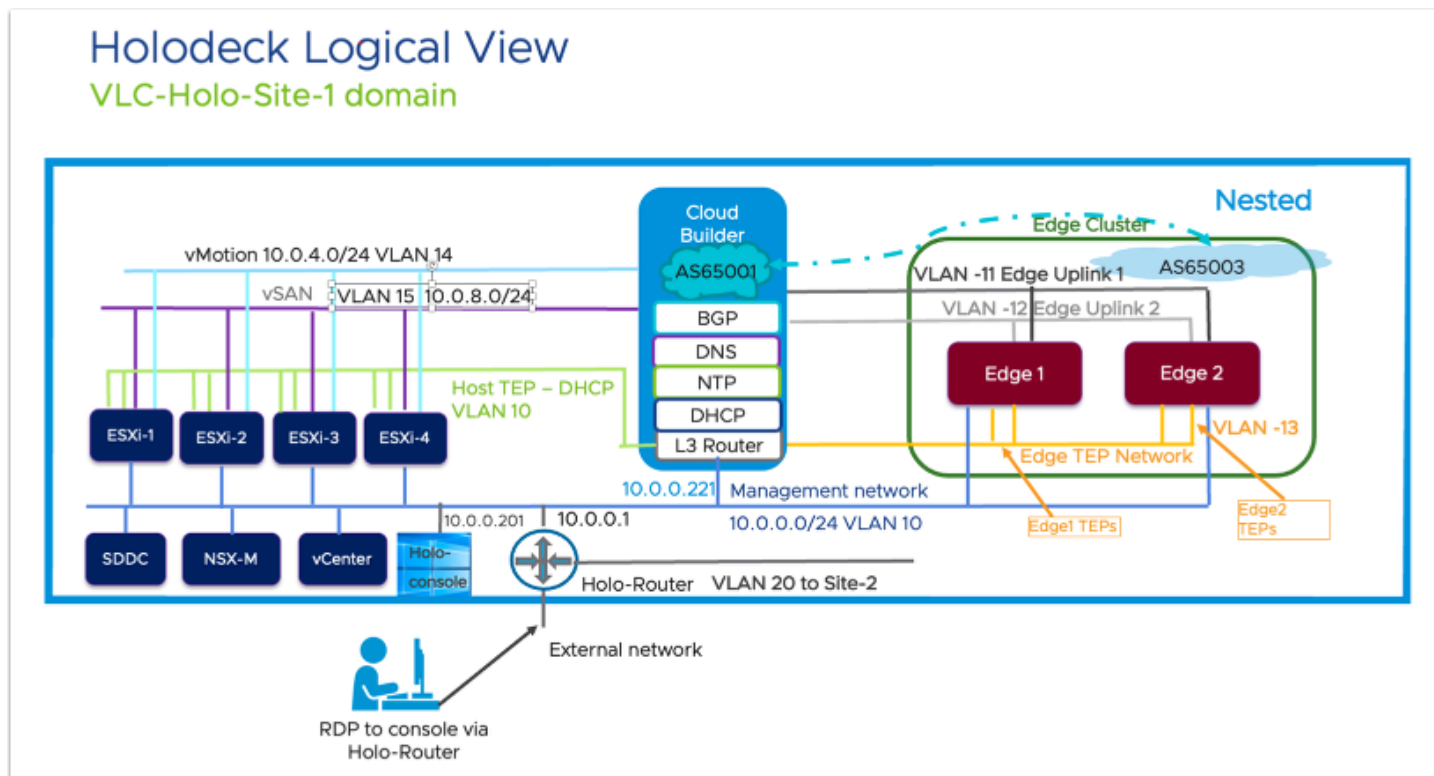 Holodeck Logical View
VLC-Holo-Site-1 domain
Nested
Cloud
Builder
AS65001
BGP
DNS
NTP
DHCP
L3 Router
vMotion 10.0.4.0/24 VLAN 14
vSAN VLAN 15 10.0.8.0/24
Host TEP – DHCP
VLAN 10
ESXi-1
ESXi-2
ESXi-3
ESXi-4
Edge Cluster
AS65003
VLAN -11 Edge Uplink 1
VLAN -12 Edge Uplink 2
Edge 1
Edge 2
VLAN -13
Edge TEP Network
Edge1 TEPs
Edge2
TEPs
10.0.0.221
Management network
10.0.0.0/24 VLAN 10
10.0.0.201
10.0.0.1
SDDC
NSX-M
vCenter
Holo-
console
Holo-Router
VLAN 20 to Site-2
External network
RDP to console via
Holo-Router